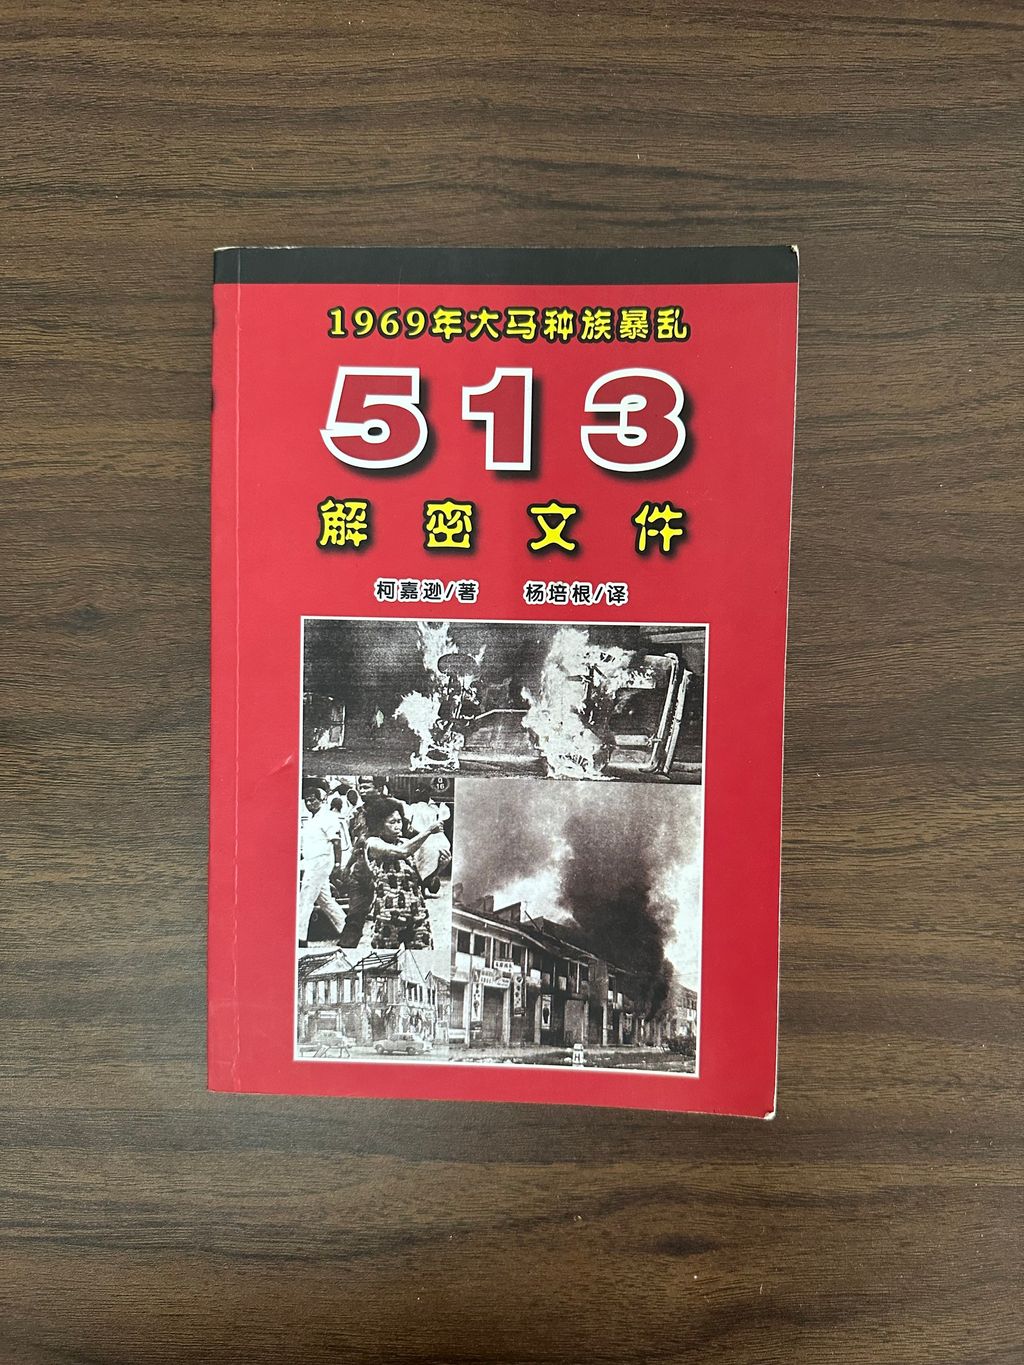 1969年大马种族暴乱
513
解密文件
柯嘉逊/著 杨培根/译